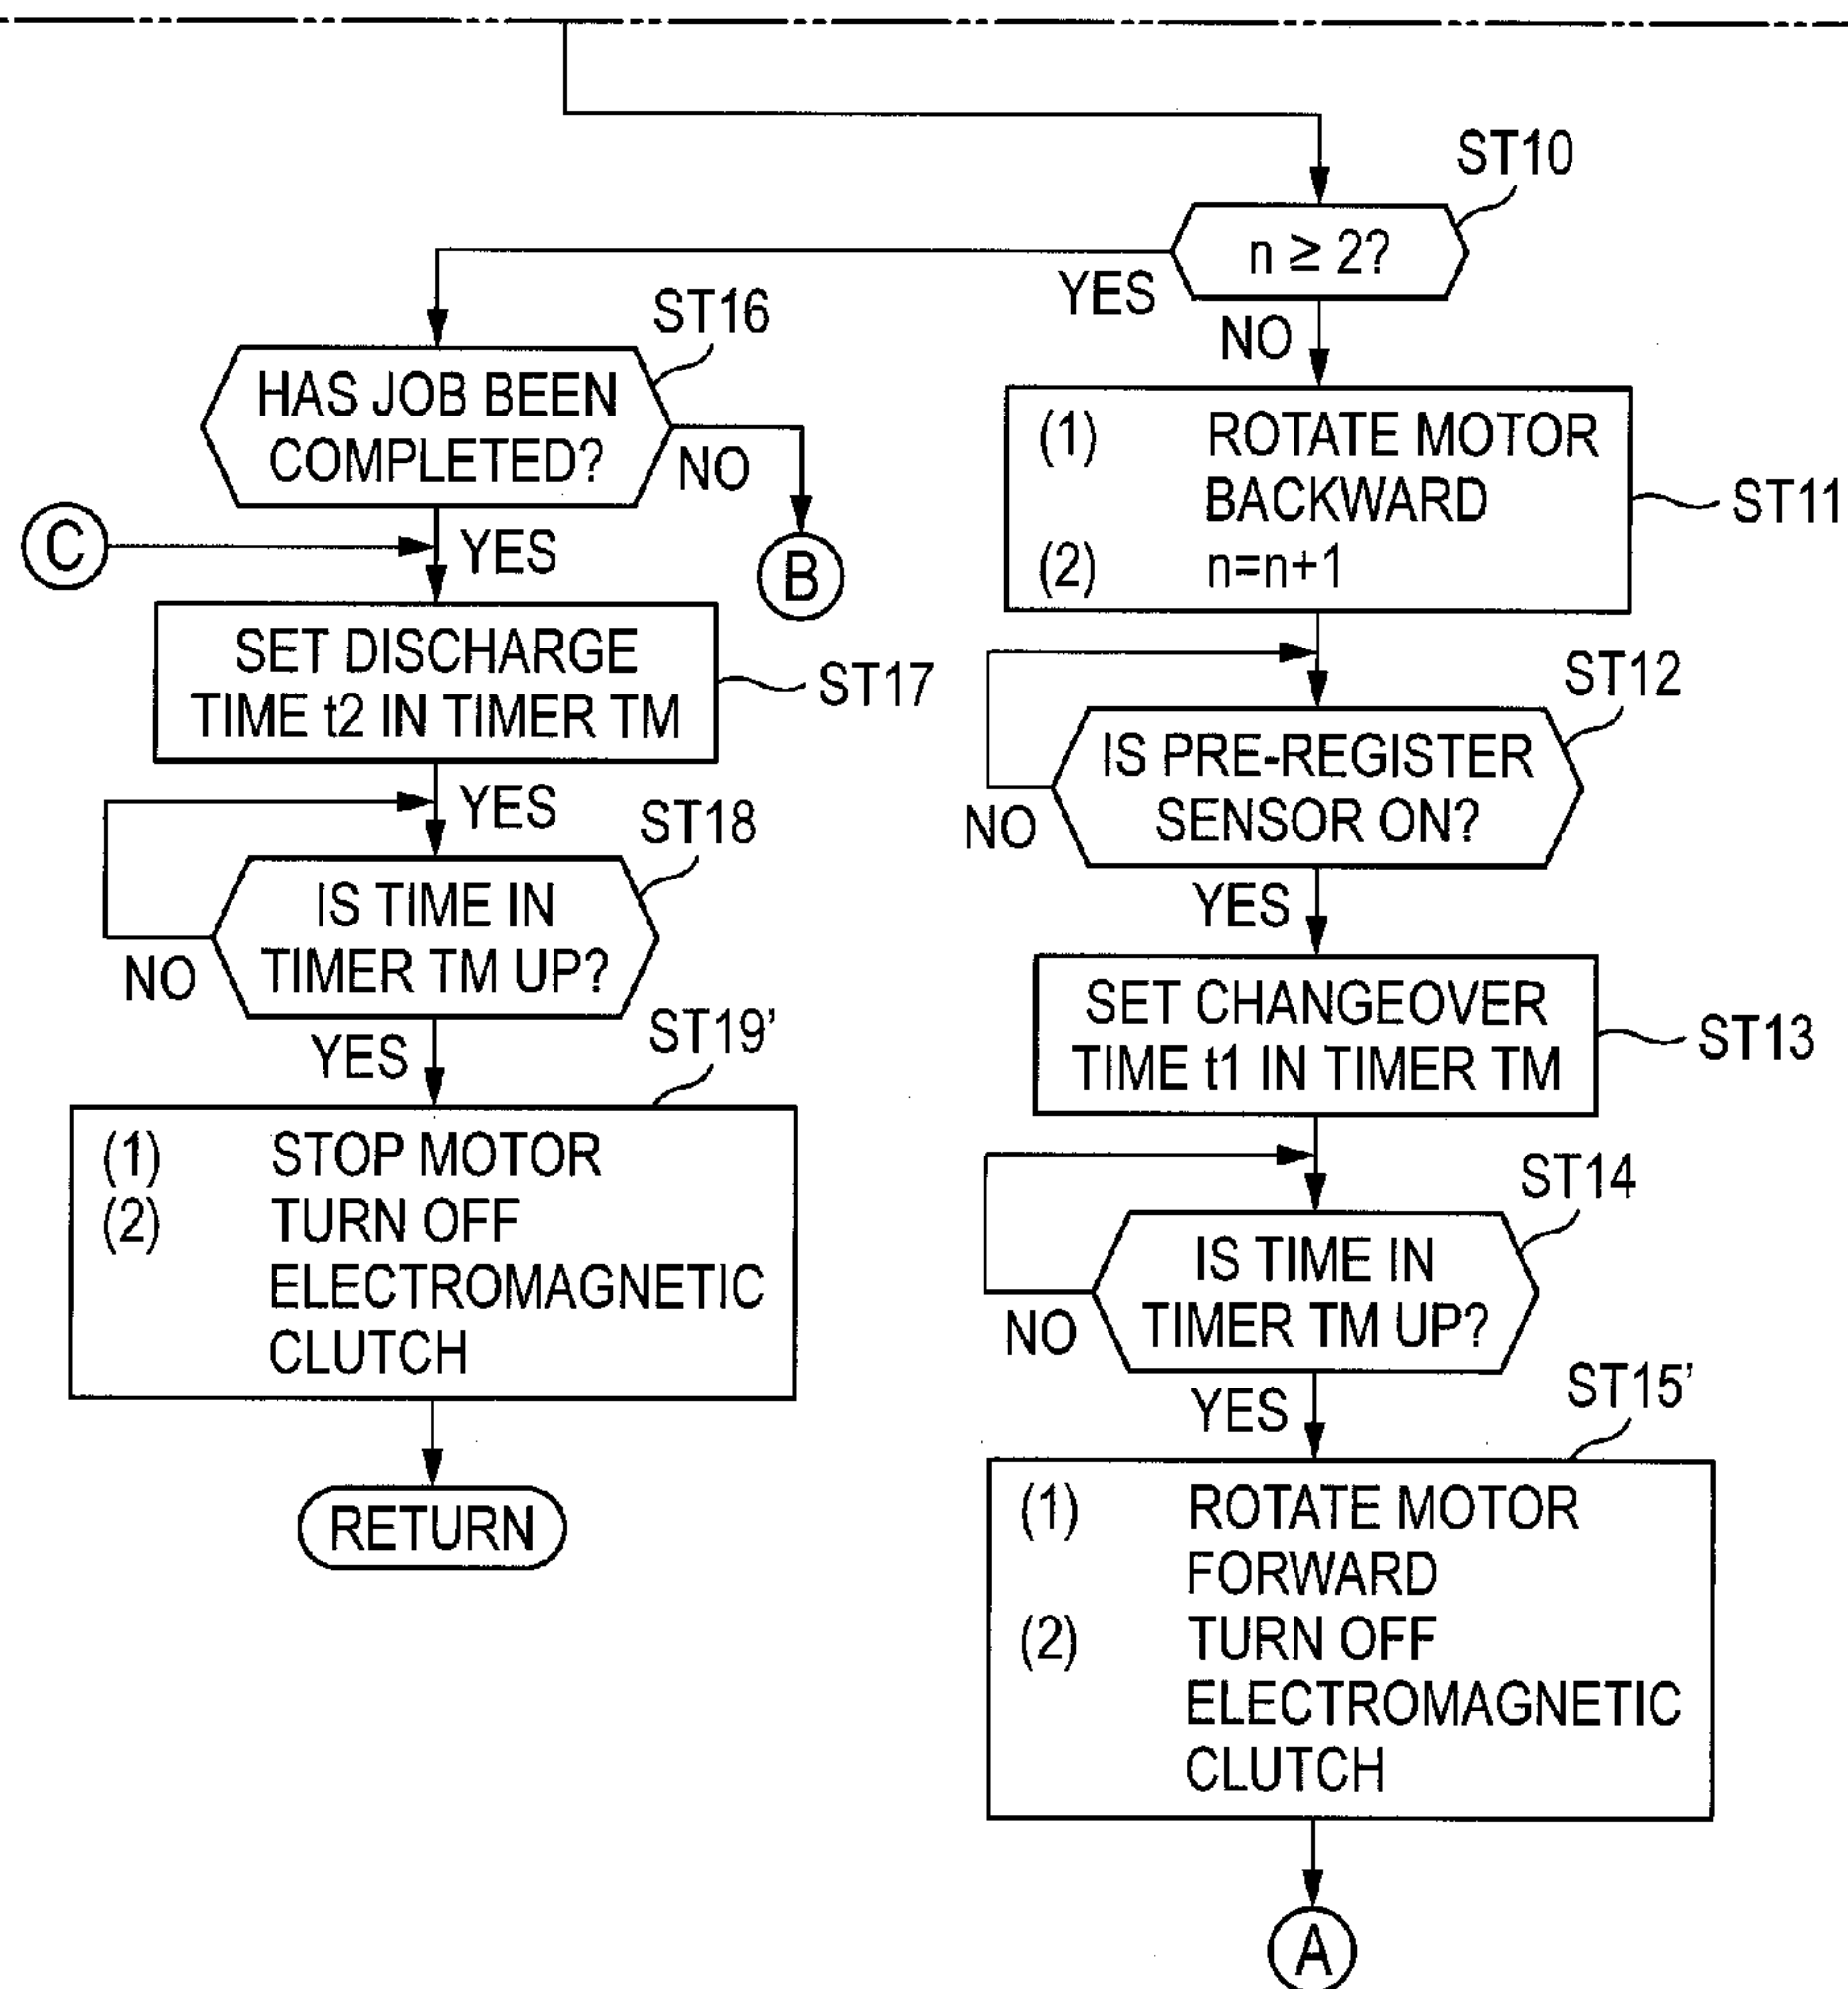 ST10
n ≥ 2?
YES
NO
ST16
HAS JOB BEEN
COMPLETED?
NO
B
C
YES
SET DISCHARGE
TIME t2 IN TIMER TM
ST17
YES
ST18
IS TIME IN
TIMER TM UP?
NO
YES
ST19'
(1) STOP MOTOR
(2) TURN OFF
ELECTROMAGNETIC
CLUTCH
RETURN
(1) ROTATE MOTOR
BACKWARD
(2) n=n+1
ST11
ST12
IS PRE-REGISTER
SENSOR ON?
NO
YES
SET CHANGEOVER
TIME t1 IN TIMER TM
ST13
ST14
IS TIME IN
TIMER TM UP?
NO
YES
ST15'
(1) ROTATE MOTOR
FORWARD
(2) TURN OFF
ELECTROMAGNETIC
CLUTCH
A